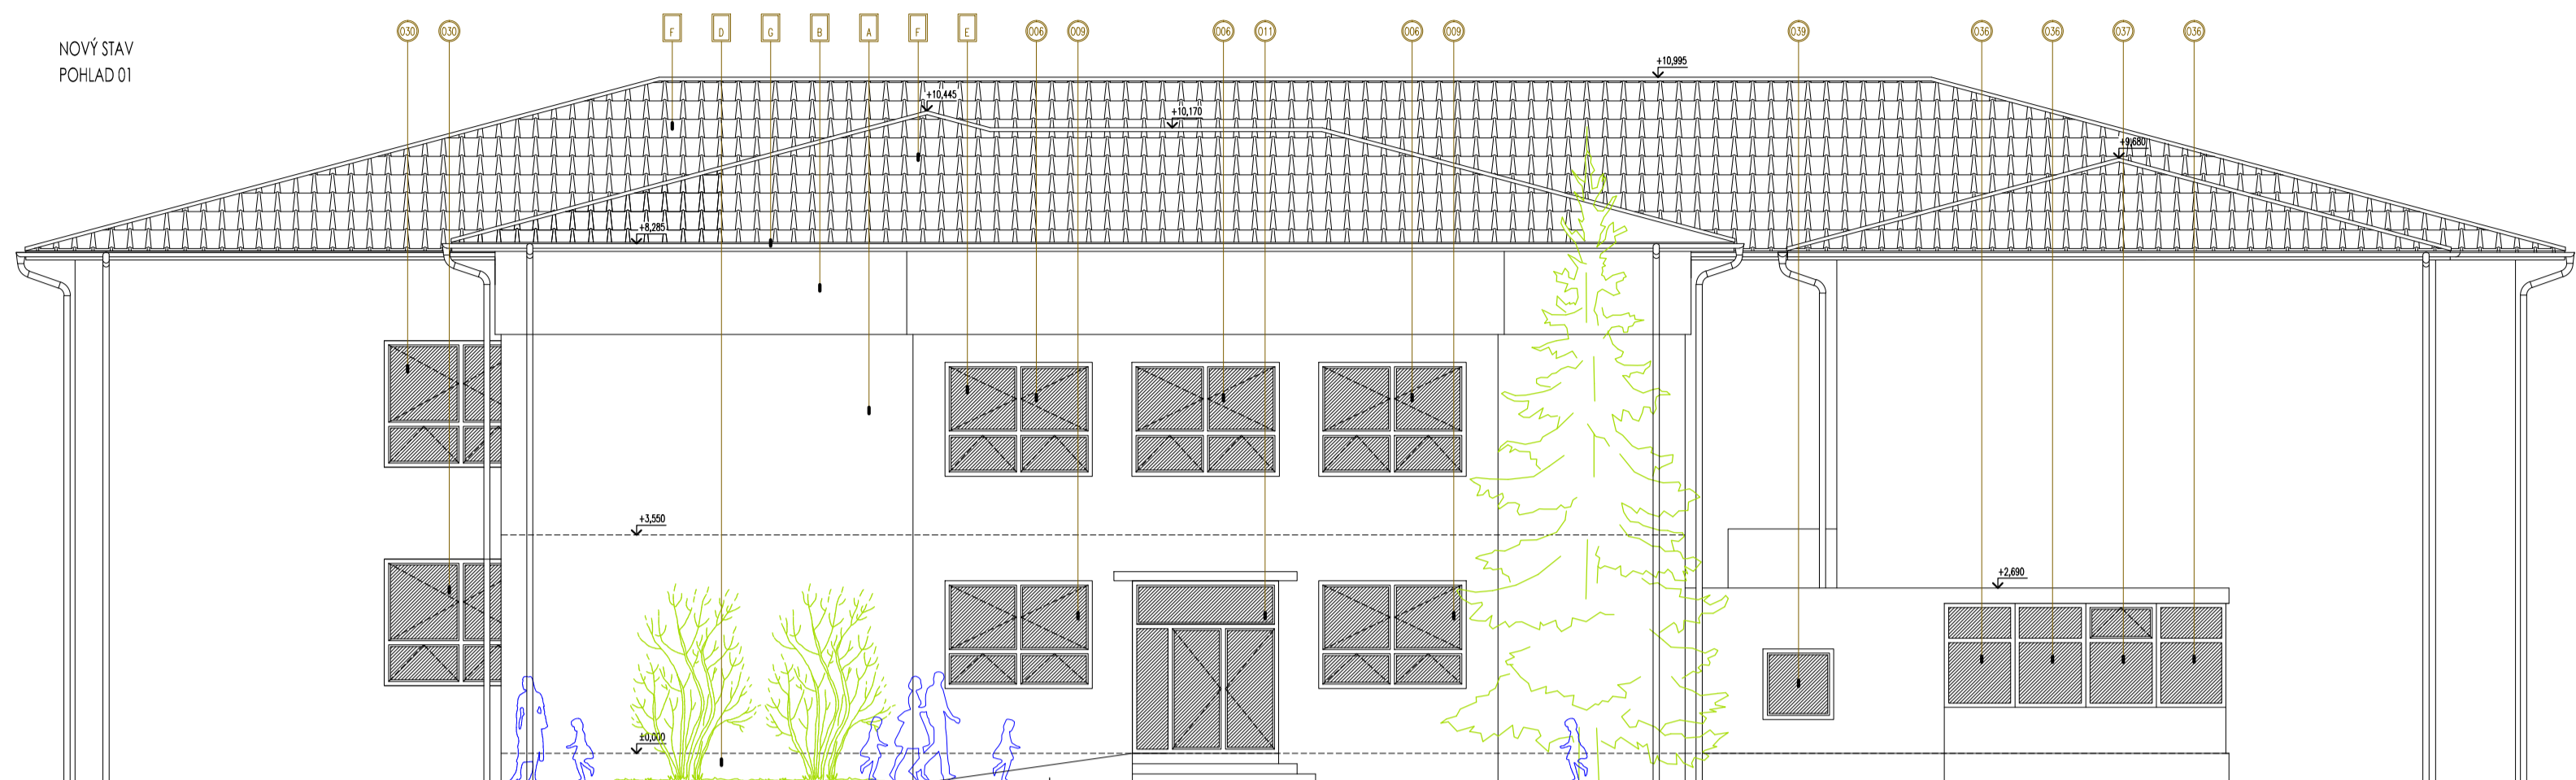 NOVÝ STAV
POHLAD 01
030 030 F D G B A F E 006 009 006 011 006 009 039 036 036 037 036
+10,995
+10,445
+10,170
+9,680
+8,285
+3,550
+2,690
±0,000